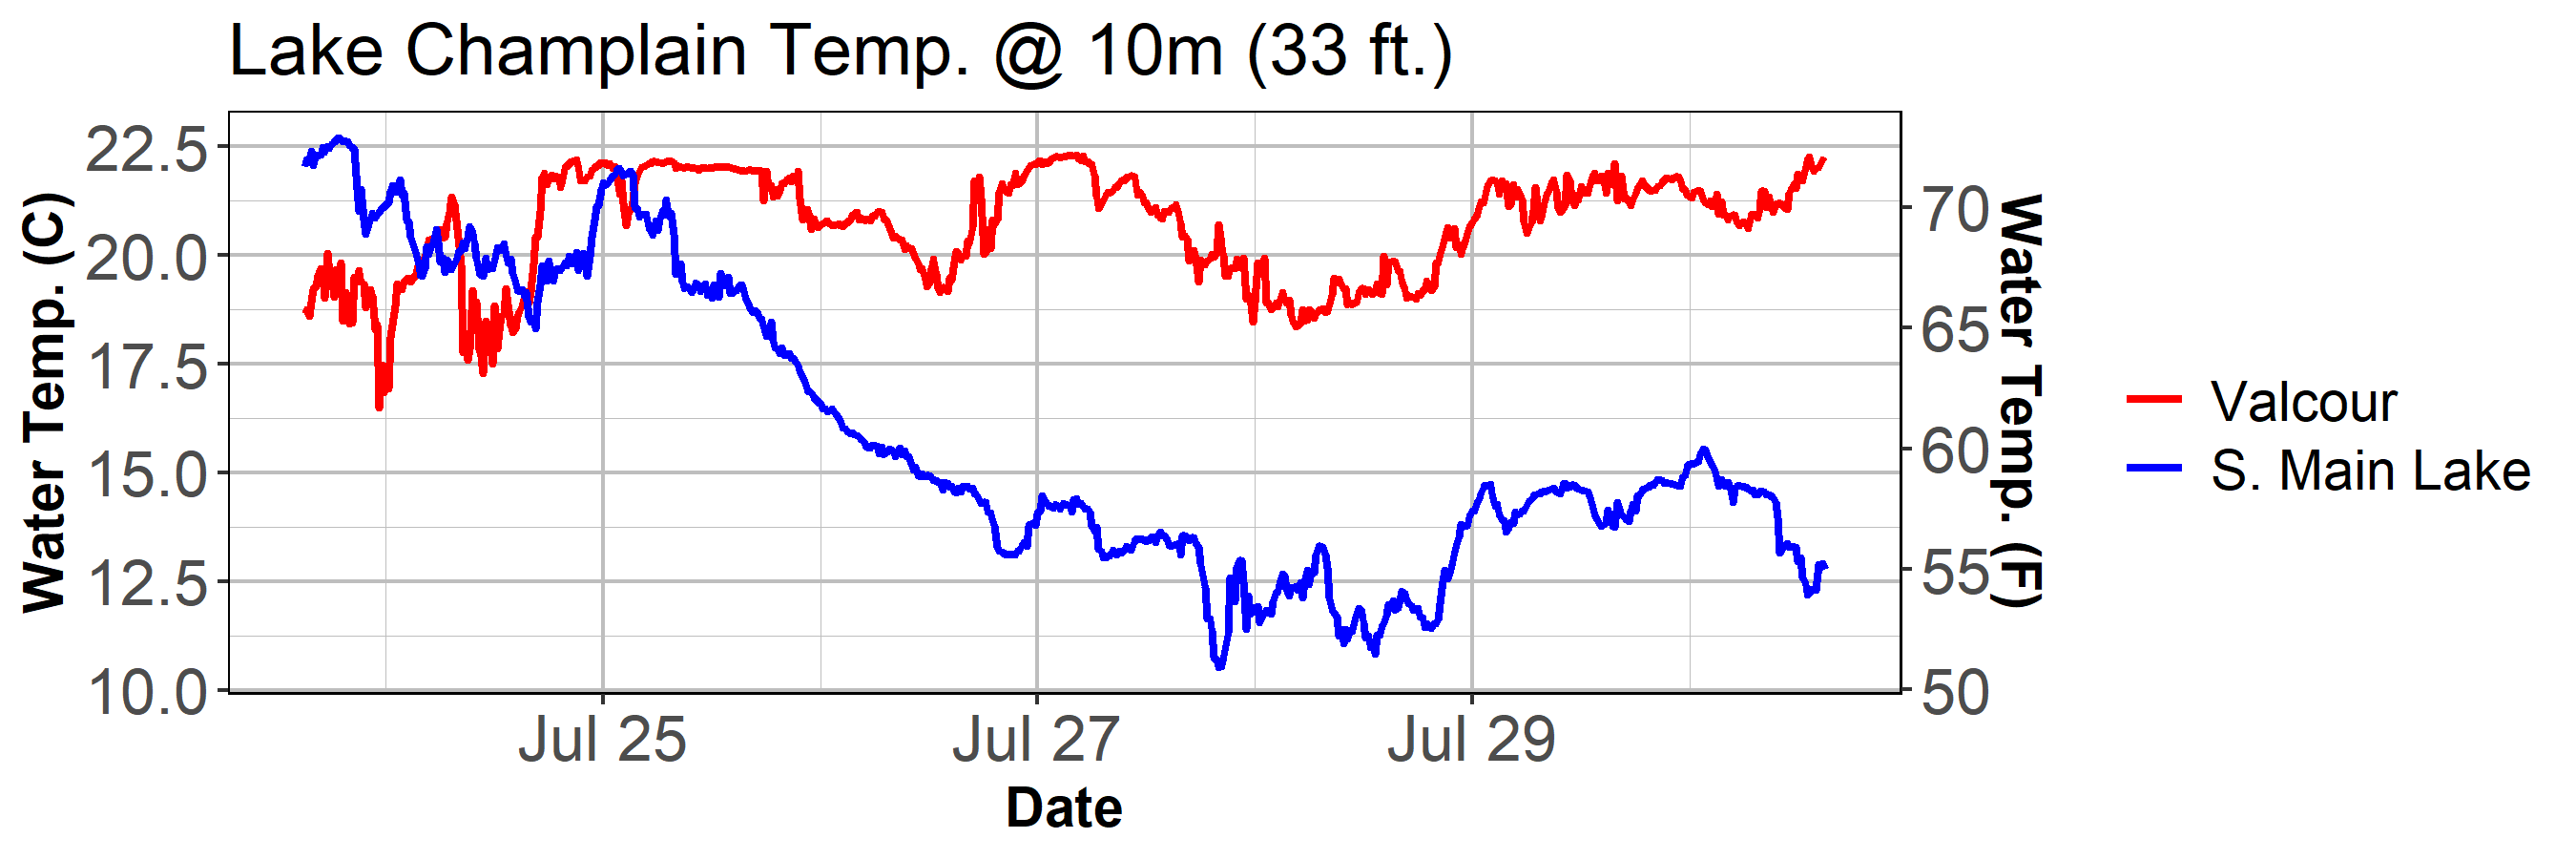 Lake Champlain Temp. @ 10m (33 ft.)
Water Temp. (C)
22.5
20.0
17.5
15.0
12.5
10.0
70
65
60
55
50
Water Temp. (F)
Jul 25
Jul 27
Jul 29
Date
Valcour
S. Main Lake